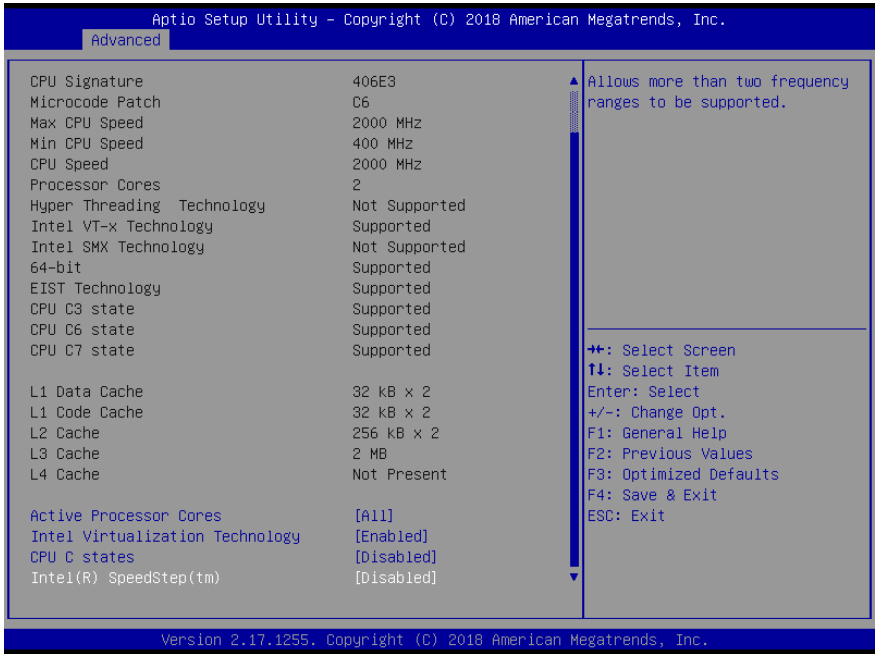 Aptio Setup Utility – Copyright (C) 2018 American Megatrends, Inc.
Advanced
CPU Signature 406E3
Microcode Patch C6
Max CPU Speed 2000 MHz
Min CPU Speed 400 MHz
CPU Speed 2000 MHz
Processor Cores 2
Hyper Threading Technology Not Supported
Intel VT-x Technology Supported
Intel SMX Technology Not Supported
64-bit Supported
EIST Technology Supported
CPU C3 state Supported
CPU C6 state Supported
CPU C7 state Supported
L1 Data Cache 32 kB x 2
L1 Code Cache 32 kB x 2
L2 Cache 256 kB x 2
L3 Cache 2 MB
L4 Cache Not Present
Active Processor Cores [All]
Intel Virtualization Technology [Enabled]
CPU C states [Disabled]
Intel(R) SpeedStep(tm) [Disabled]
Allows more than two frequency
ranges to be supported.
→←: Select Screen
↑↓: Select Item
Enter: Select
+/-: Change Opt.
F1: General Help
F2: Previous Values
F3: Optimized Defaults
F4: Save & Exit
ESC: Exit
Version 2.17.1255. Copyright (C) 2018 American Megatrends, Inc.